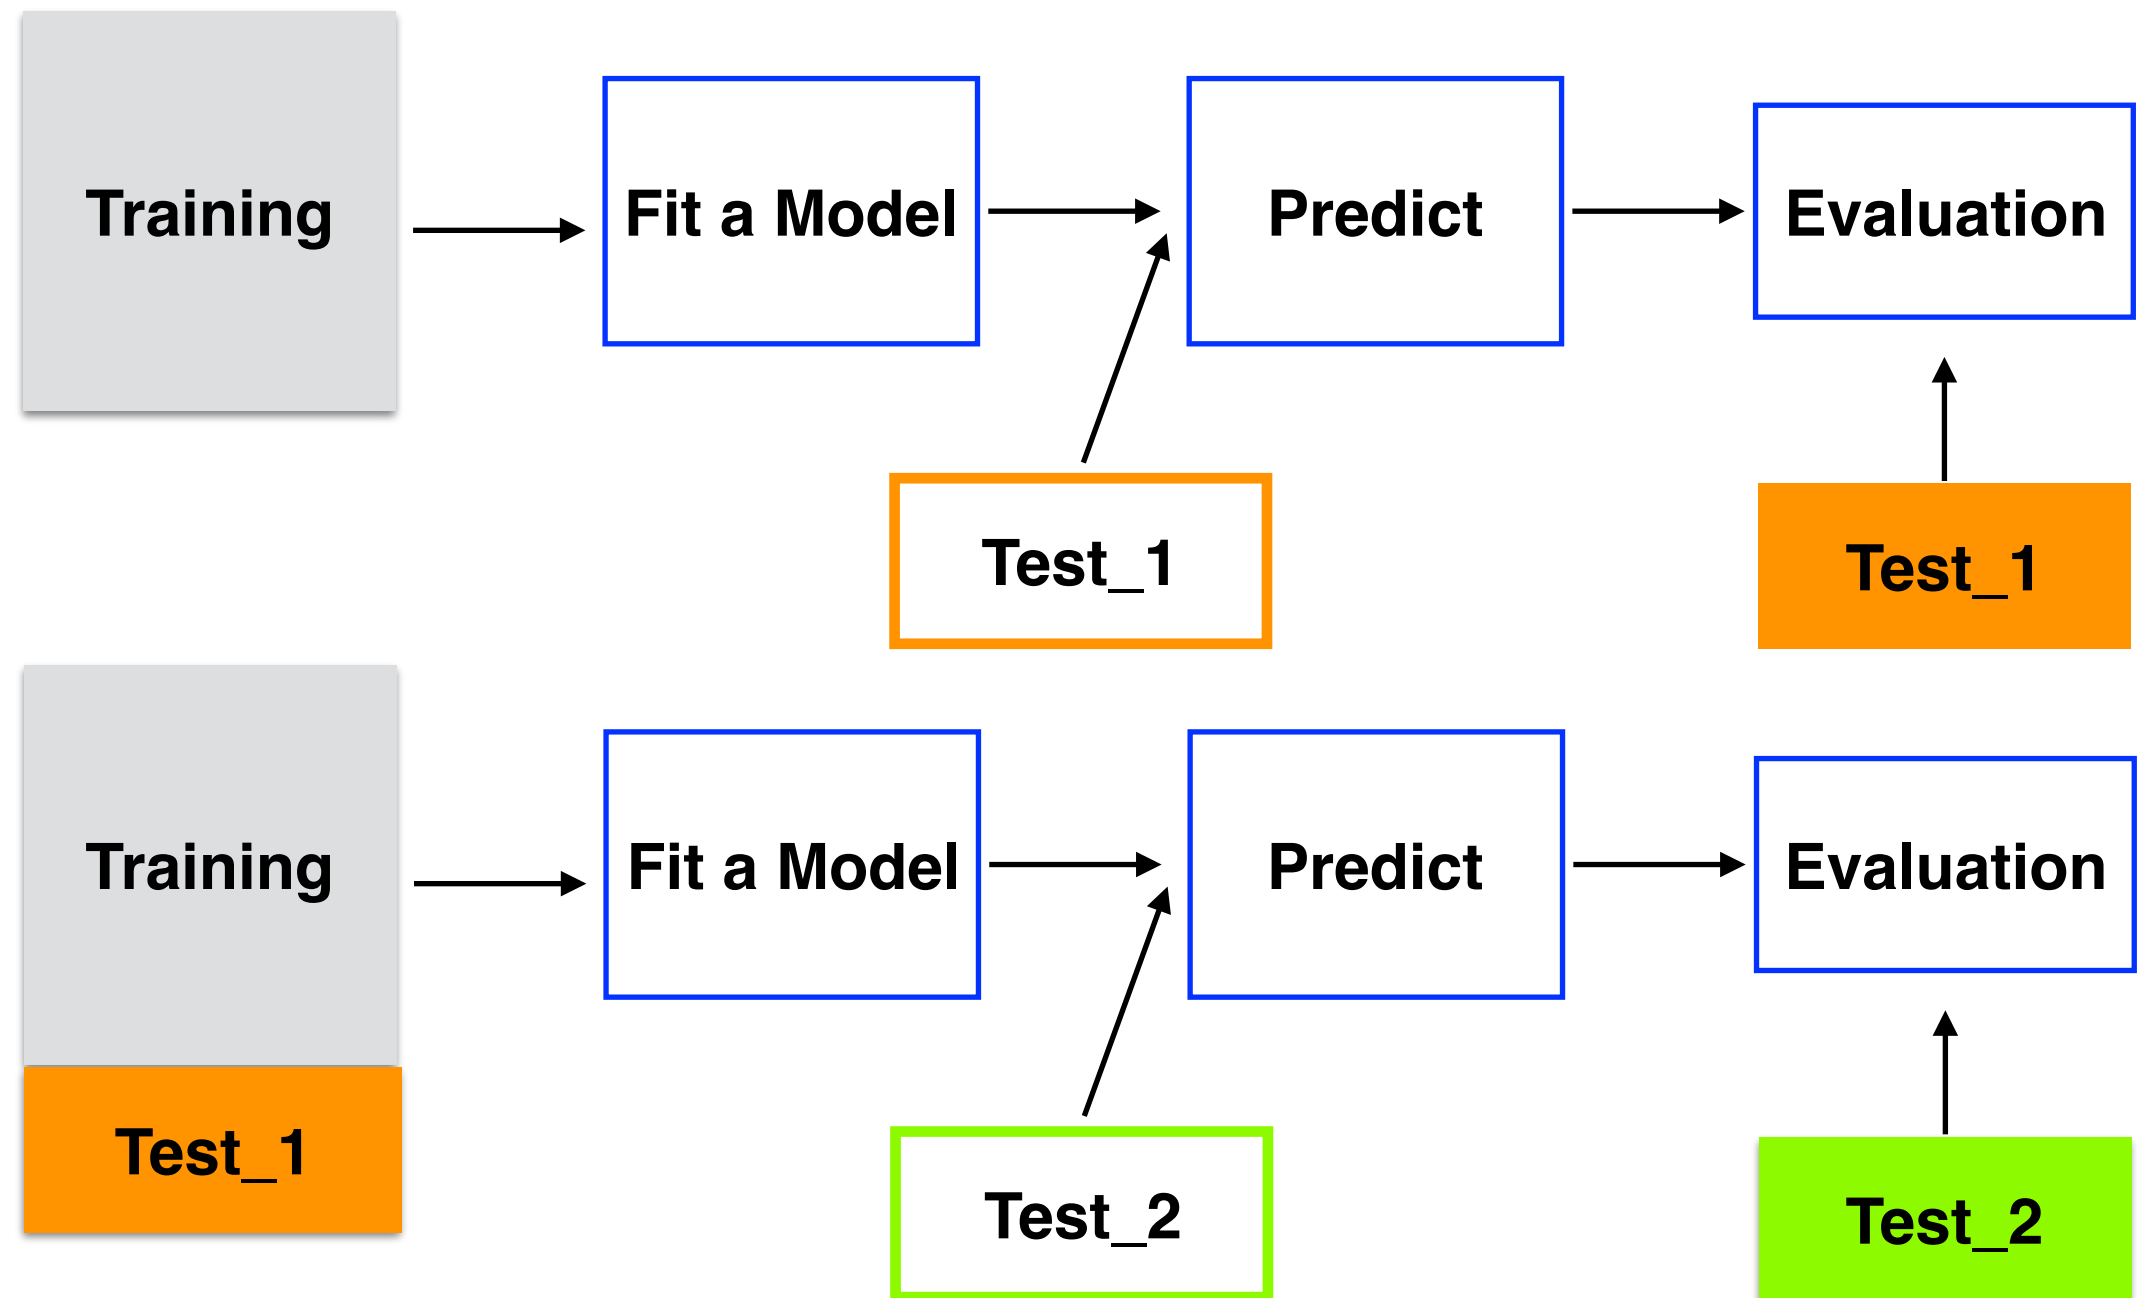 Training
Fit a Model
Predict
Evaluation
Test_1
Test_1
Training
Fit a Model
Predict
Evaluation
Test_1
Test_2
Test_2